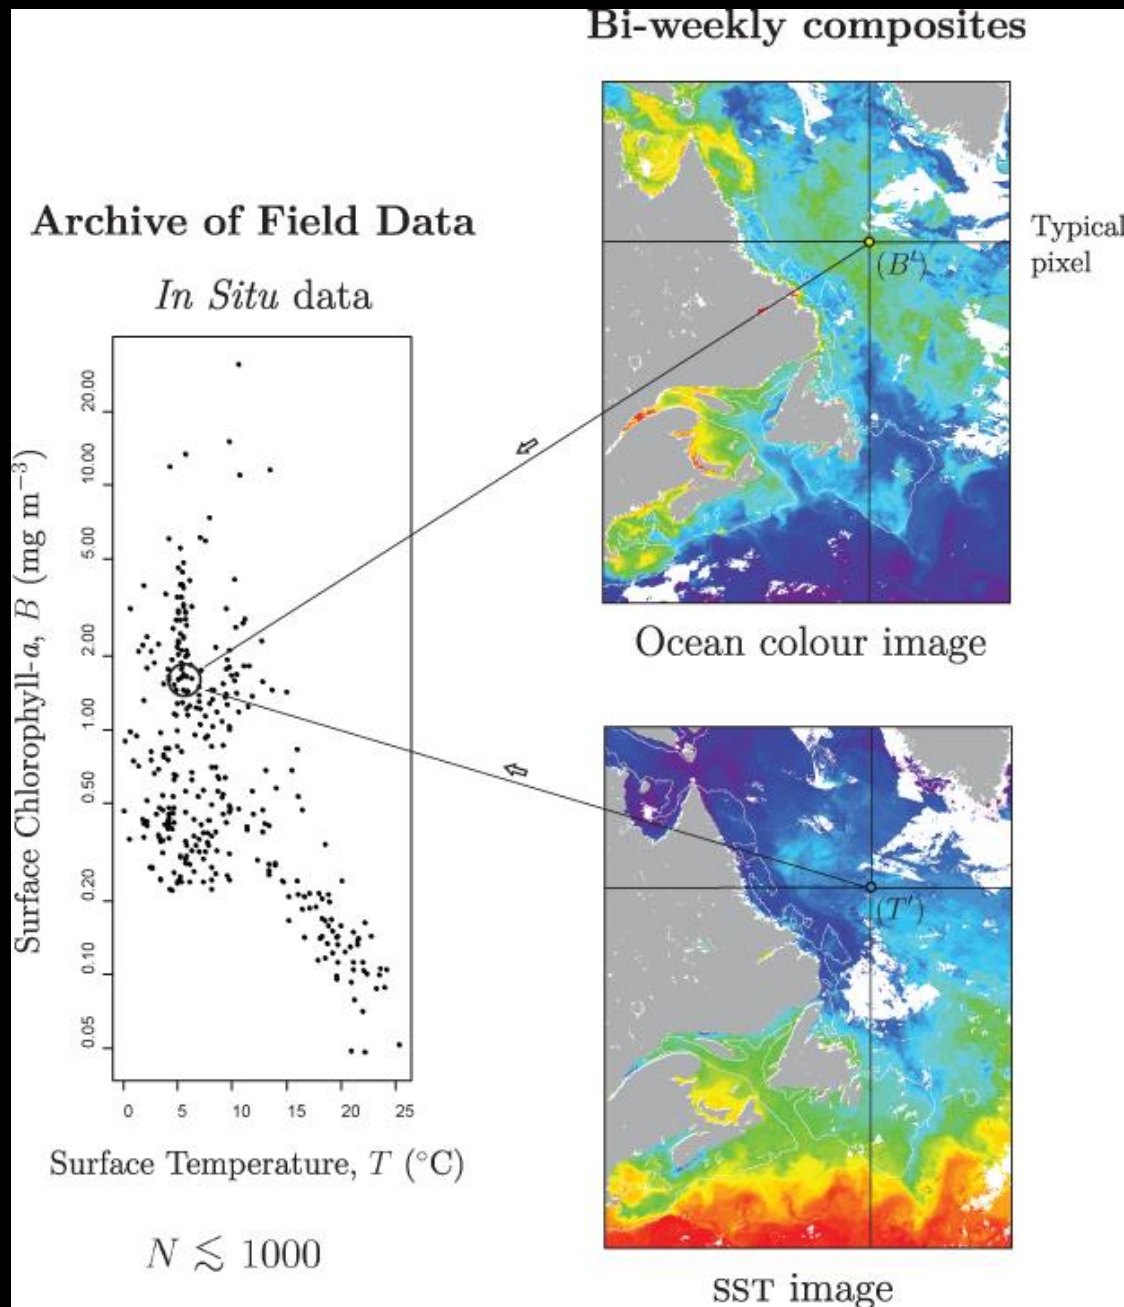 Bi-weekly composites
Archive of Field Data
In Situ data
Surface Chlorophyll-a, B (mg m⁻³)
20.00
10.00
5.00
2.00
1.00
0.50
0.20
0.10
0.05
0 5 10 15 20 25
Surface Temperature, T (°C)
N ≲ 1000
(B′)
Typical
pixel
Ocean colour image
(T′)
SST image